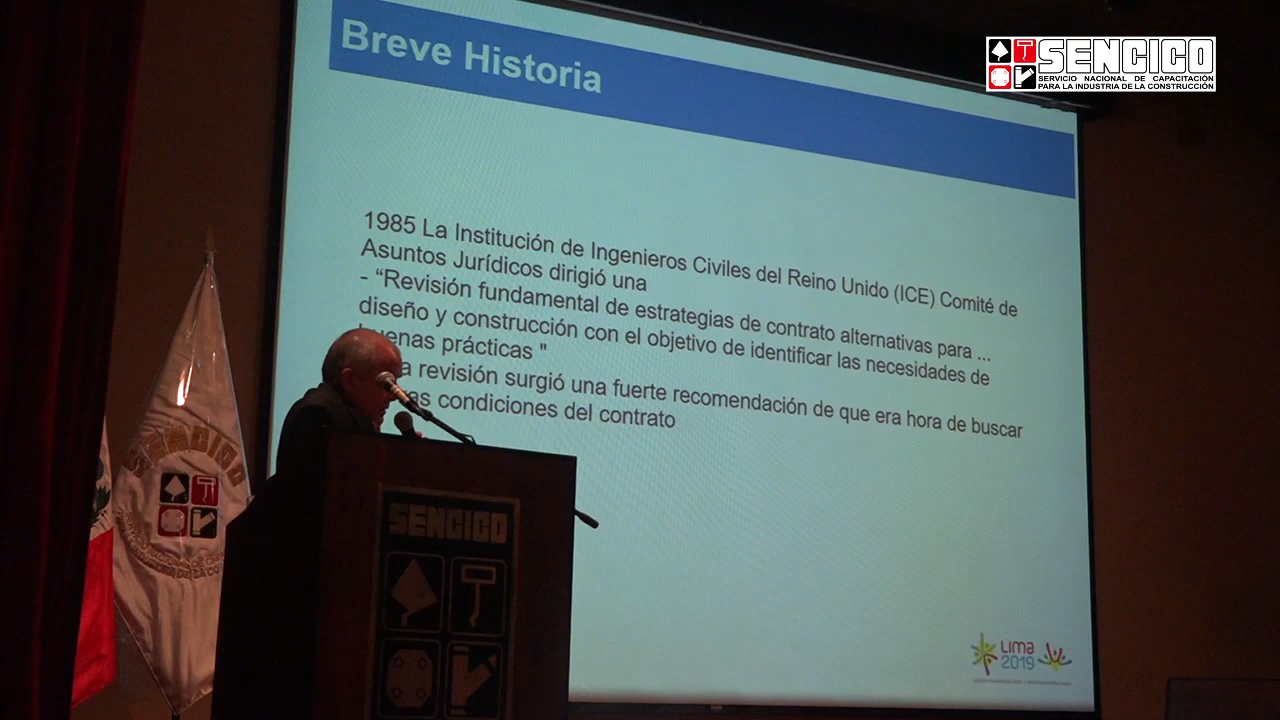 Breve Historia
SENCICO
SERVICIO NACIONAL DE CAPACITACIÓN
PARA LA INDUSTRIA DE LA CONSTRUCCIÓN
1985 La Institución de Ingenieros Civiles del Reino Unido (ICE) Comité de
Asuntos Jurídicos dirigió una
- “Revisión fundamental de estrategias de contrato alternativas para ...
diseño y construcción con el objetivo de identificar las necesidades de
prácticas "
revisión surgió una fuerte recomendación de que era hora de buscar
condiciones del contrato
SENCICO
SENCICO
Lima
2019